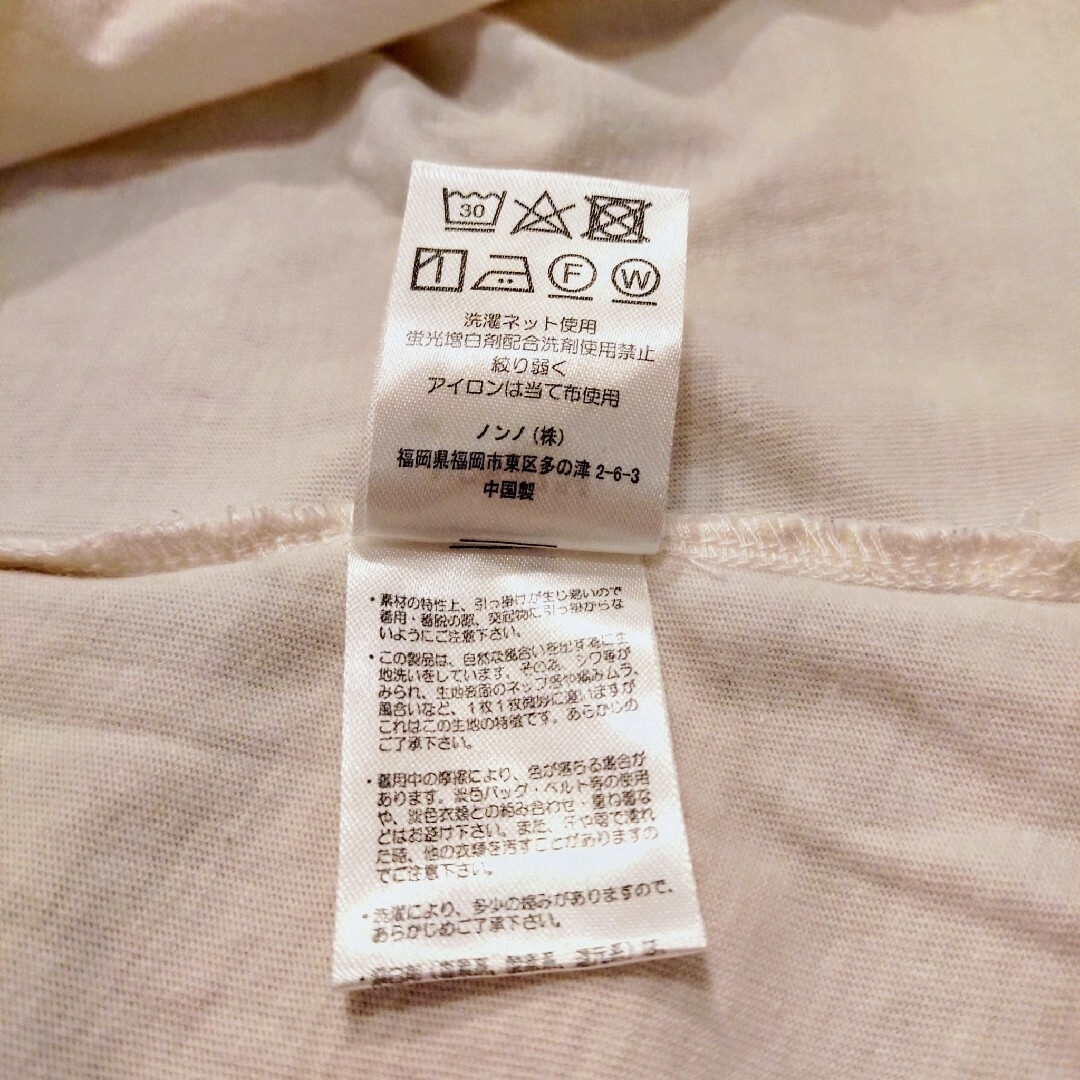 30
F W
洗濯ネット使用
蛍光増白剤配合洗剤使用禁止
絞り弱く
アイロンは当て布使用
ノンノ(株)
福岡県福岡市東区多の津 2-6-3
中国製
・素材の特性上、引っ掛けが生じ易いので
着用・着脱の際、突起物に引っ掛からな
いようにご注意下さい。
・この製品は、自然な風合いを出す為に生
地洗いをしています。その為、シワ等が
みられ、生地表面のネップ感や編みムラ、
風合いなど、1枚1枚微妙に違いますが
これはこの生地の特徴です。あらかじめ
ご了承下さい。
・着用中の摩擦により、色が落ちる場合が
あります。淡色バッグ・ベルト等の使用
や、淡色衣類との組み合わせ・重ね着な
どはお避け下さい。また、汗や雨で濡れ
た時、他の衣類を汚すことがありますの
でご注意下さい。
・洗濯により、多少の縮みがありますので、
あらかじめご了承下さい。